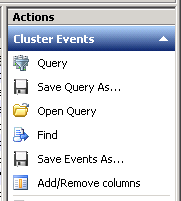 Actions
Cluster Events
Query
Save Query As...
Open Query
Find
Save Events As...
Add/Remove columns